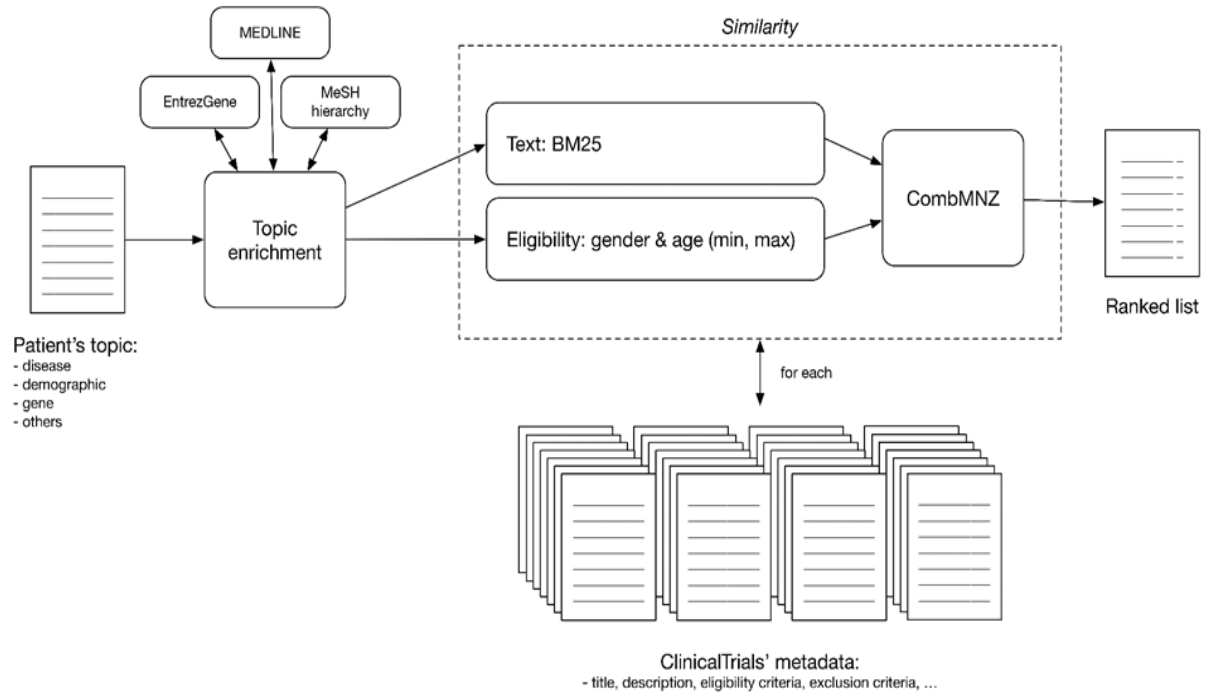 Similarity
MEDLINE
EntrezGene
MeSH
hierarchy
Text: BM25
Topic
enrichment
Eligibility: gender & age (min, max)
CombMNZ
Ranked list
Patient's topic:
- disease
- demographic
- gene
- others
for each
ClinicalTrials' metadata:
- title, description, eligibility criteria, exclusion criteria, ...